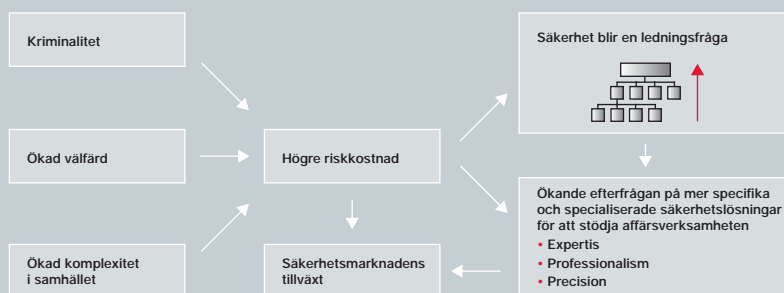 Kriminalitet
Ökad välfärd
Ökad komplexitet
i samhället
Högre riskkostnad
Säkerhetsmarknadens
tillväxt
Säkerhet blir en ledningsfråga
Ökande efterfrågan på mer specifika
och specialiserade säkerhetslösningar
för att stödja affärsverksamheten
• Expertis
• Professionalism
• Precision